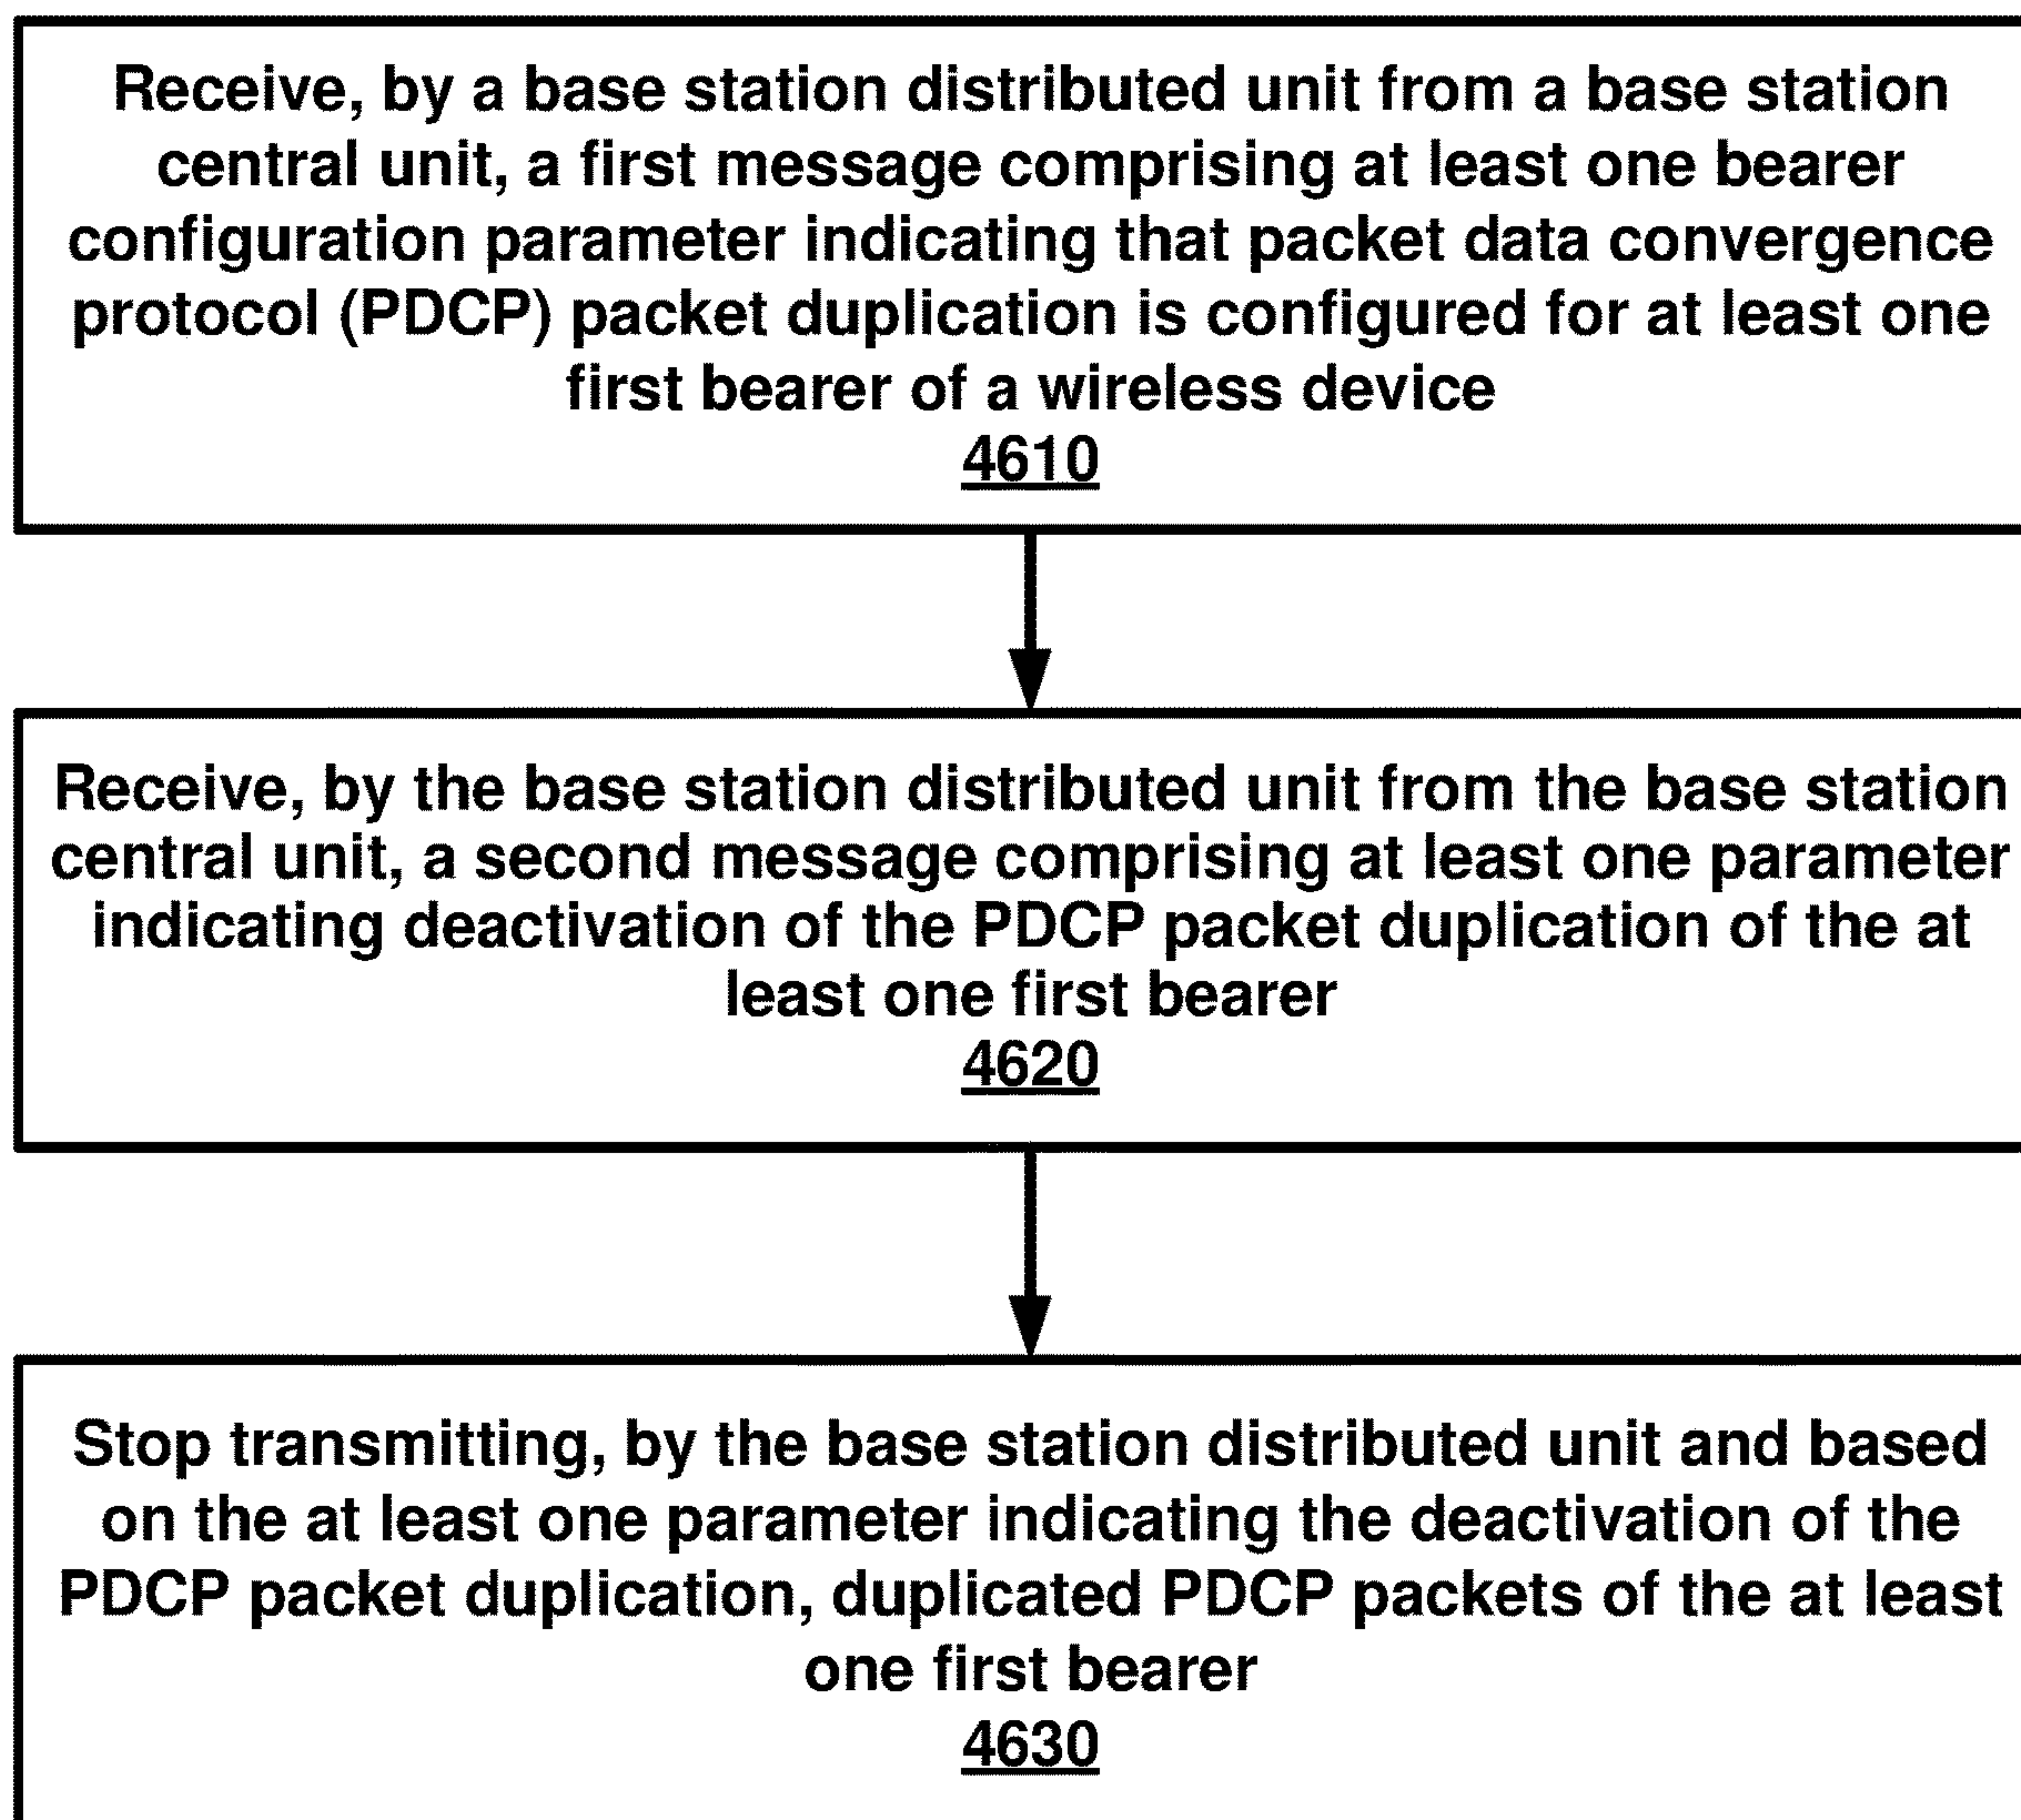 Receive, by a base station distributed unit from a base station
central unit, a first message comprising at least one bearer
configuration parameter indicating that packet data convergence
protocol (PDCP) packet duplication is configured for at least one
first bearer of a wireless device
4610
Receive, by the base station distributed unit from the base station
central unit, a second message comprising at least one parameter
indicating deactivation of the PDCP packet duplication of the at
least one first bearer
4620
Stop transmitting, by the base station distributed unit and based
on the at least one parameter indicating the deactivation of the
PDCP packet duplication, duplicated PDCP packets of the at least
one first bearer
4630